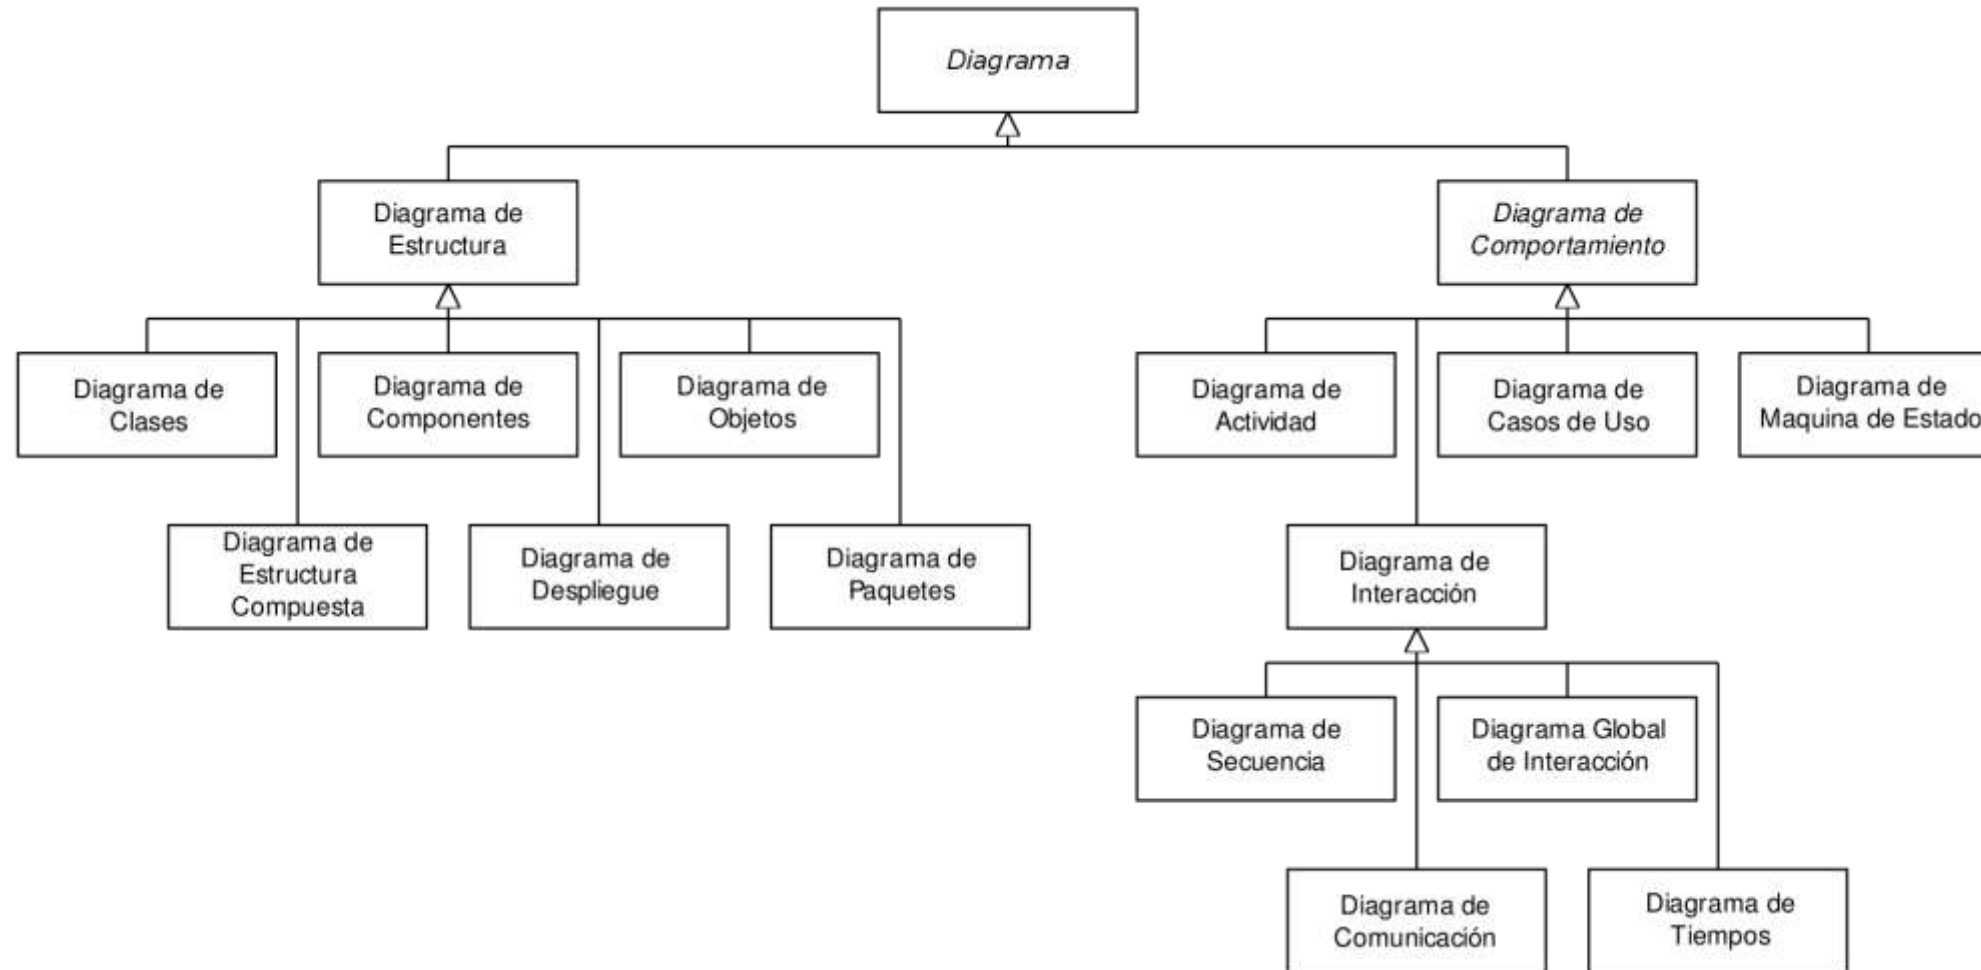 Diagrama
Diagrama de
Estructura
Diagrama de
Comportamiento
Diagrama de
Clases
Diagrama de
Componentes
Diagrama de
Objetos
Diagrama de
Actividad
Diagrama de
Casos de Uso
Diagrama de
Maquina de Estado
Diagrama de
Estructura
Compuesta
Diagrama de
Despliegue
Diagrama de
Paquetes
Diagrama de
Interacción
Diagrama de
Secuencia
Diagrama Global
de Interacción
Diagrama de
Comunicación
Diagrama de
Tiempos